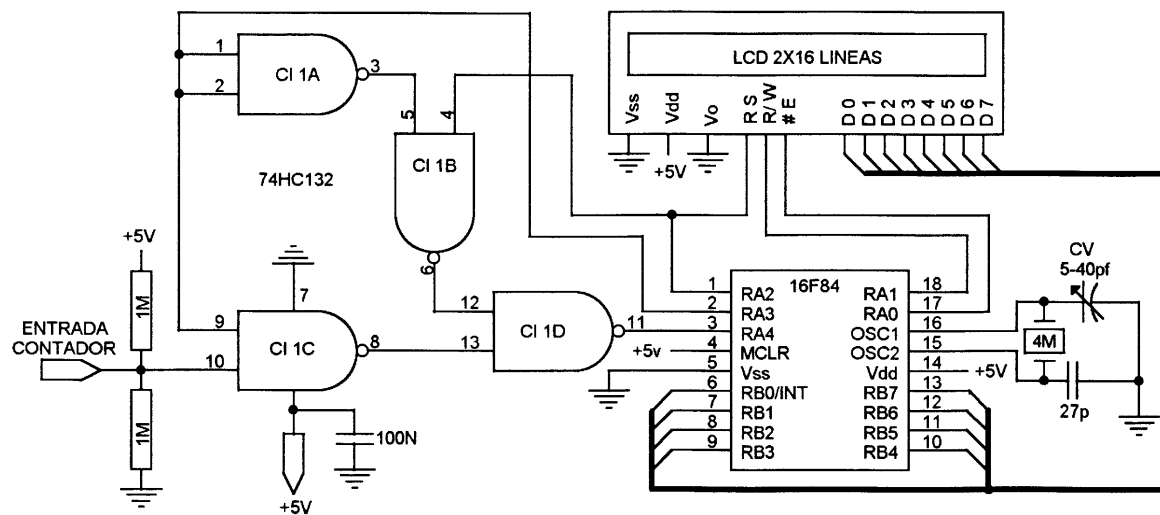 1
2
CI 1A
3
5
4
CI 1B
6
74HC132
+5V
1M
ENTRADA
CONTADOR
1M
7
9
10
CI 1C
8
100N
+5V
12
13
CI 1D
11
LCD 2X16 LINEAS
Vss
Vdd
Vo
RS
R/W
#E
D0
D1
D2
D3
D4
D5
D6
D7
+5V
16F84
1 RA2
2 RA3
3 RA4
+5v 4 MCLR
5 Vss
6 RB0/INT
7 RB1
8 RB2
9 RB3
RA1 18
RA0 17
OSC1 16
OSC2 15
Vdd 14 +5V
RB7 13
RB6 12
RB5 11
RB4 10
CV
5-40pf
4M
27p